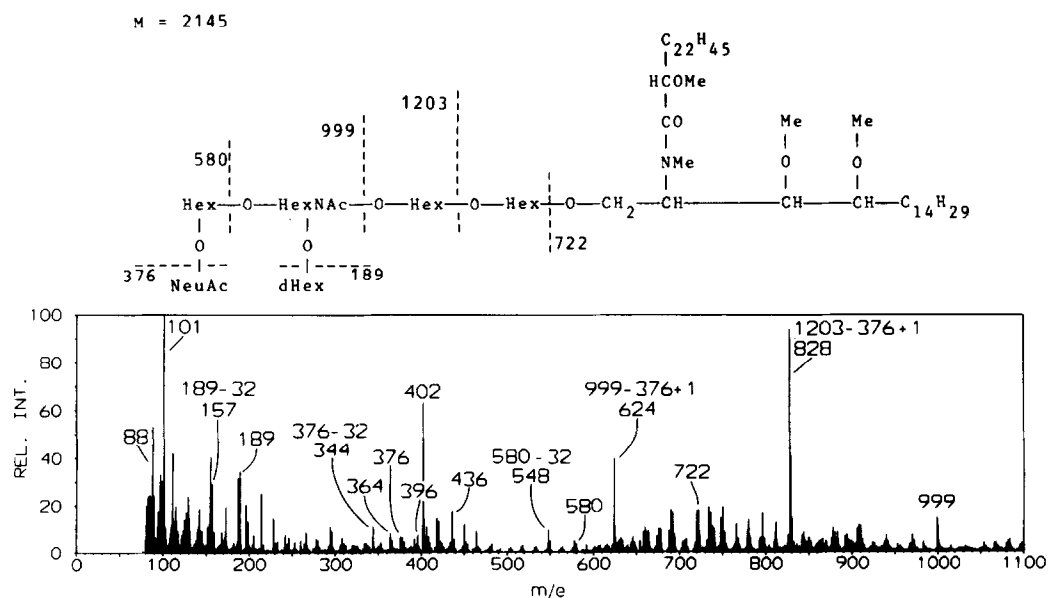 M = 2145
C22H45
HCOMe
1203
CO Me Me
999
580
NMe O O
Hex—O—HexNAc—O—Hex—O—Hex—O—CH2—CH—CH—CH—C14H29
722
O O
376 189
NeuAc dHex
100
80
60
40
20
0
REL. INT.
101
189-32
157
88
189
376-32
344
364
376
402
396
436
580-32
548
580
999-376+1
624
722
1203-376+1
828
999
0 100 200 300 400 500 600 700 800 900 1000 1100
m/e